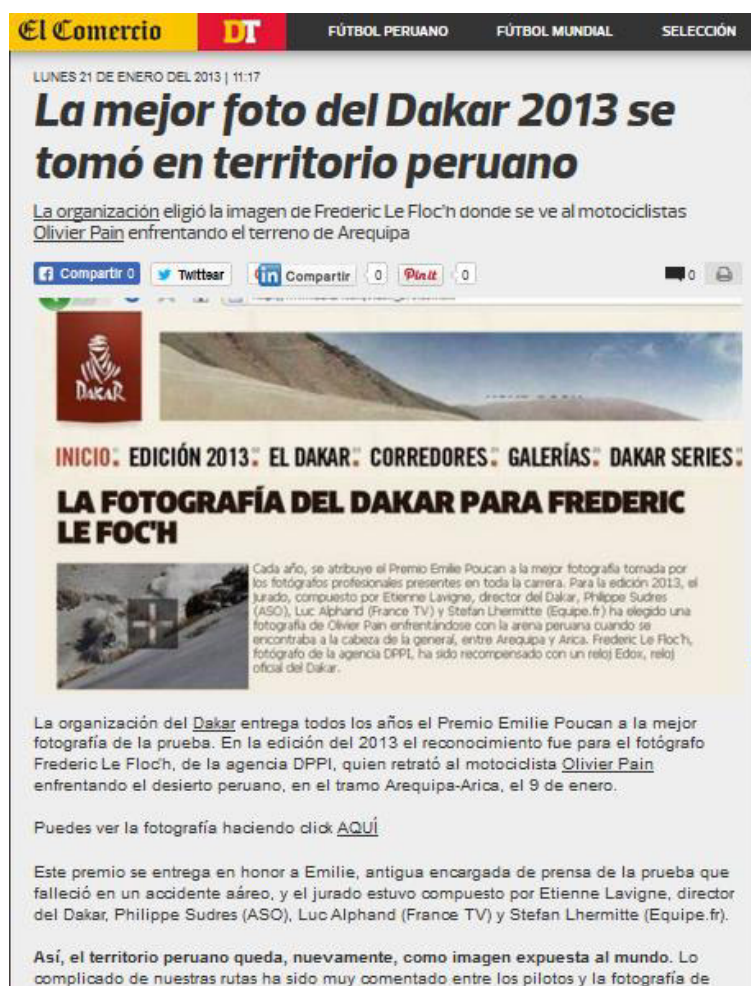 El Comercio DT FÚTBOL PERUANO FÚTBOL MUNDIAL SELECCIÓN
LUNES 21 DE ENERO DEL 2013 | 11:17
La mejor foto del Dakar 2013 se
tomó en territorio peruano
La organización eligió la imagen de Frederic Le Floc'h donde se ve al motociclistas
Olivier Pain enfrentando el terreno de Arequipa
Compartir 0 Twittear in Compartir 0 Pin it 0 0
DAKAR
INICIO: EDICIÓN 2013: EL DAKAR: CORREDORES: GALERÍAS: DAKAR SERIES:
LA FOTOGRAFÍA DEL DAKAR PARA FREDERIC
LE FOC'H
Cada año, se atribuye el Premio Emilie Poucan a la mejor fotografía tomada por
los fotógrafos profesionales presentes en toda la carrera. Para la edición 2013, el
jurado, compuesto por Etienne Lavigne, director del Dakar, Philippe Sudres
(ASO), Luc Alphand (France TV) y Stefan Lhermitte (Equipe.fr) ha elegido una
fotografía de Olivier Pain enfrentándose con la arena peruana cuando se
encontraba a la cabeza de la general, entre Arequipa y Arica. Frederic Le Floc'h,
fotógrafo de la agencia DPPI, ha sido recompensado con un reloj Edox, reloj
oficial del Dakar.
La organización del Dakar entrega todos los años el Premio Emilie Poucan a la mejor
fotografía de la prueba. En la edición del 2013 el reconocimiento fue para el fotógrafo
Frederic Le Floc'h, de la agencia DPPI, quien retrató al motociclista Olivier Pain
enfrentando el desierto peruano, en el tramo Arequipa-Arica, el 9 de enero.
Puedes ver la fotografía haciendo click AQUÍ
Este premio se entrega en honor a Emilie, antigua encargada de prensa de la prueba que
falleció en un accidente aáreo, y el jurado estuvo compuesto por Etienne Lavigne, director
del Dakar, Philippe Sudres (ASO), Luc Alphand (France TV) y Stefan Lhermitte (Equipe.fr).
Así, el territorio peruano queda, nuevamente, como imagen expuesta al mundo. Lo
complicado de nuestras rutas ha sido muy comentado entre los pilotos y la fotografía de